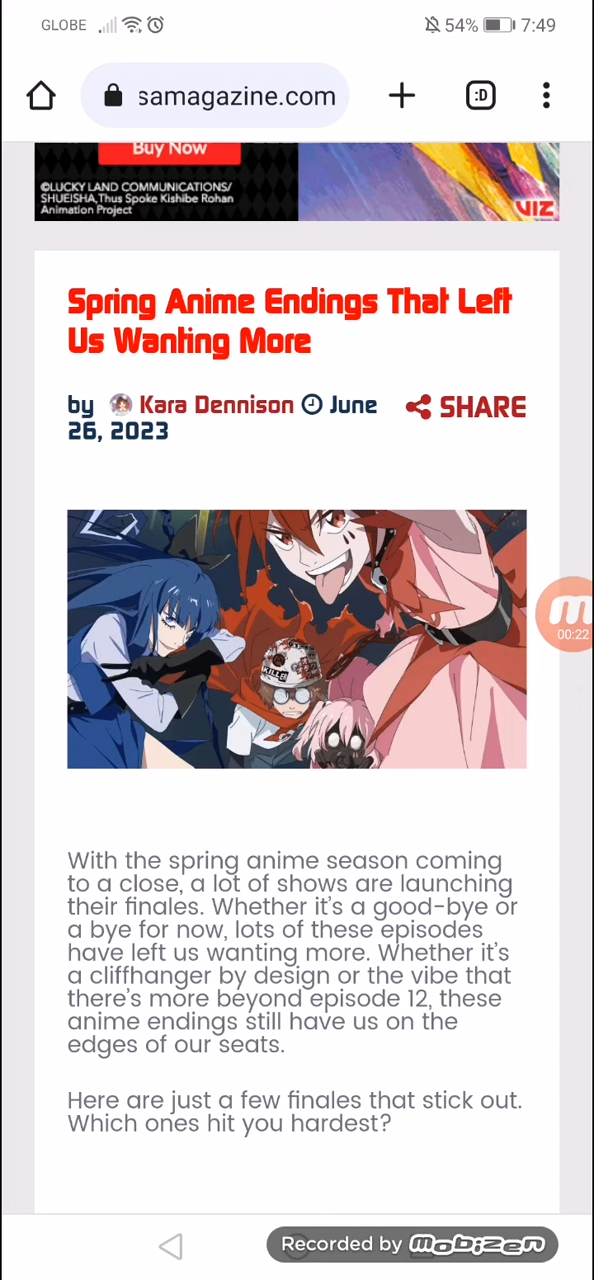 GLOBE 54% 7:49
samagazine.com :D
Buy Now
©LUCKY LAND COMMUNICATIONS/
SHUEISHA,Thus Spoke Kishibe Rohan
Animation Project
VIZ
Spring Anime Endings That Left
Us Wanting More
by Kara Dennison June
26, 2023
SHARE
KILLER
00:22
With the spring anime season coming
to a close, a lot of shows are launching
their finales. Whether it's a good-bye or
a bye for now, lots of these episodes
have left us wanting more. Whether it's
a cliffhanger by design or the vibe that
there's more beyond episode 12, these
anime endings still have us on the
edges of our seats.
Here are just a few finales that stick out.
Which ones hit you hardest?
Recorded by mobizen